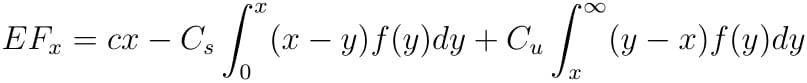 $EF_x = cx - C_s \int_0^x (x-y)f(y)dy + C_u \int_x^\infty (y-x)f(y)dy$